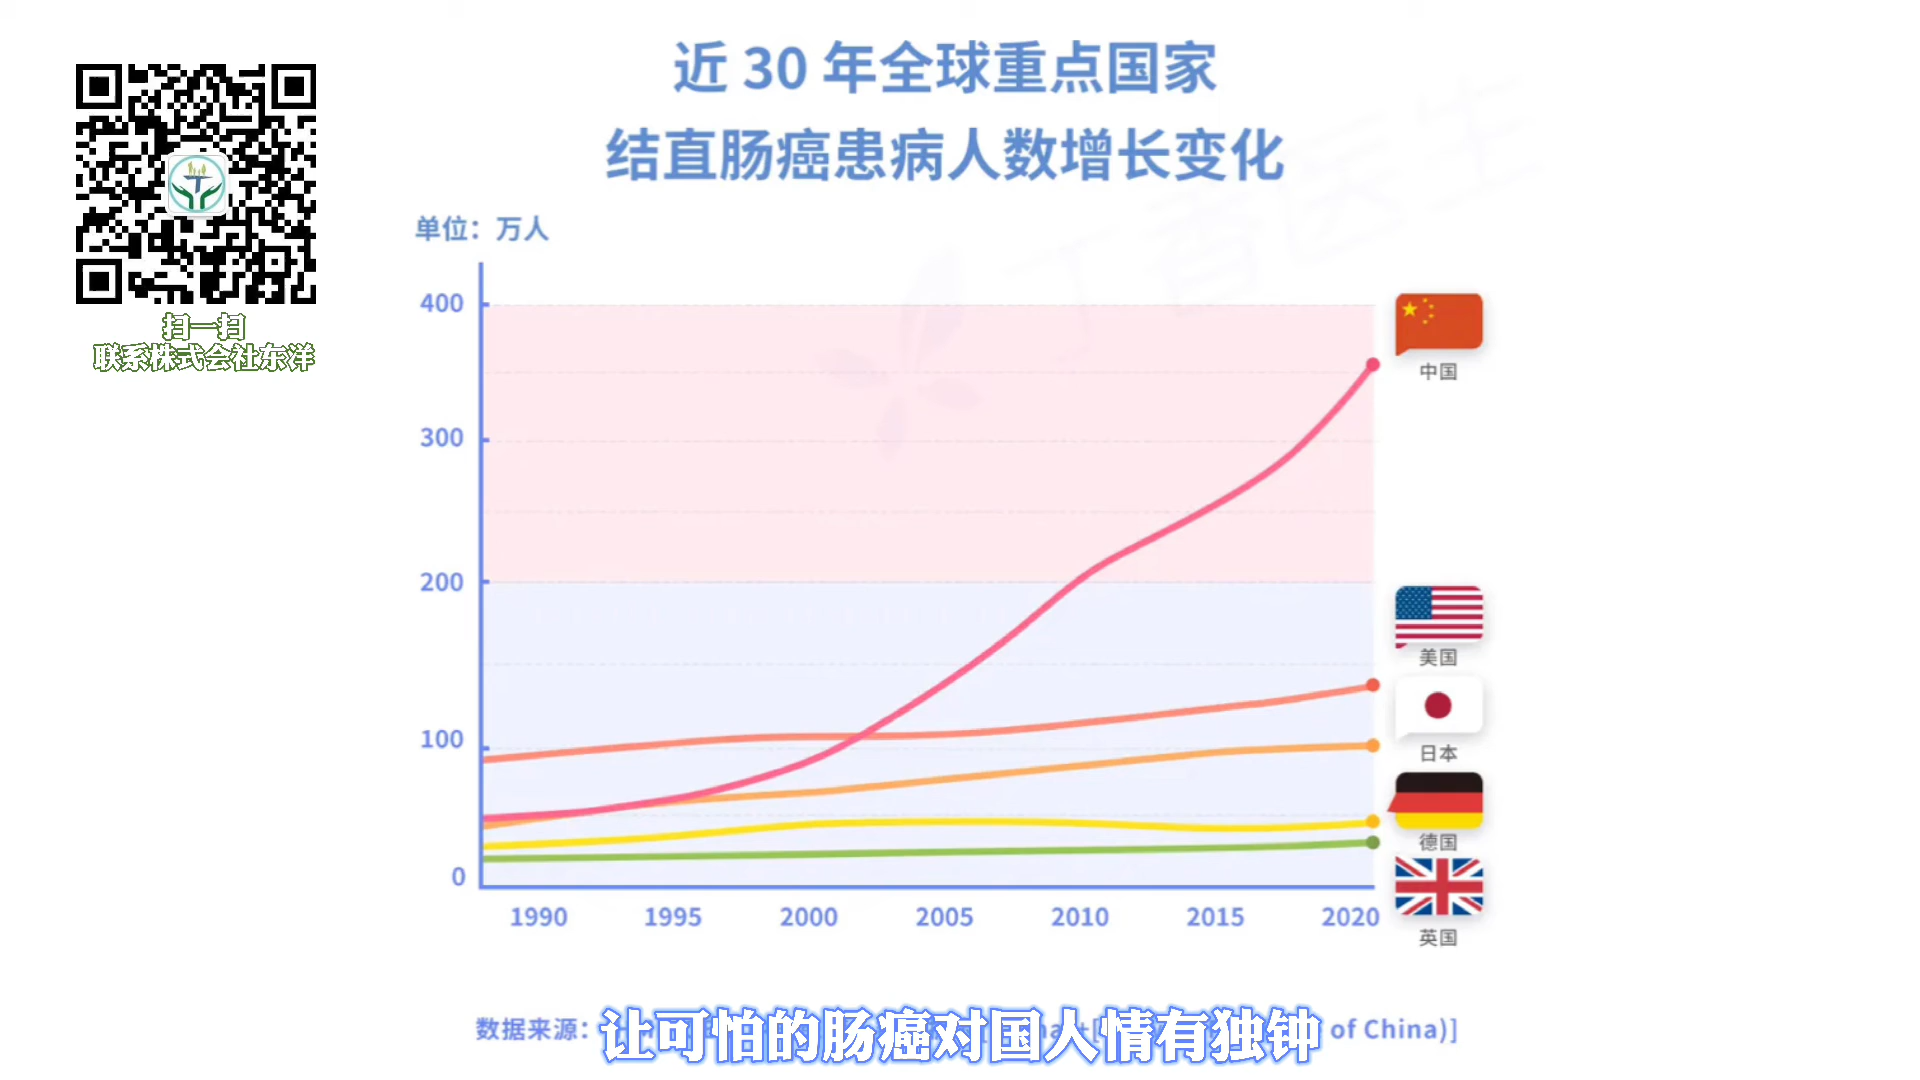 近 30 年全球重点国家
结直肠癌患病人数增长变化
扫一扫
联系株式会社东洋
单位：万人
400
300
200
100
0
1990 1995 2000 2005 2010 2015 2020
中国
美国
日本
德国
英国
丁香医生
数据来源：
of China)]
让可怕的肠癌对国人情有独钟